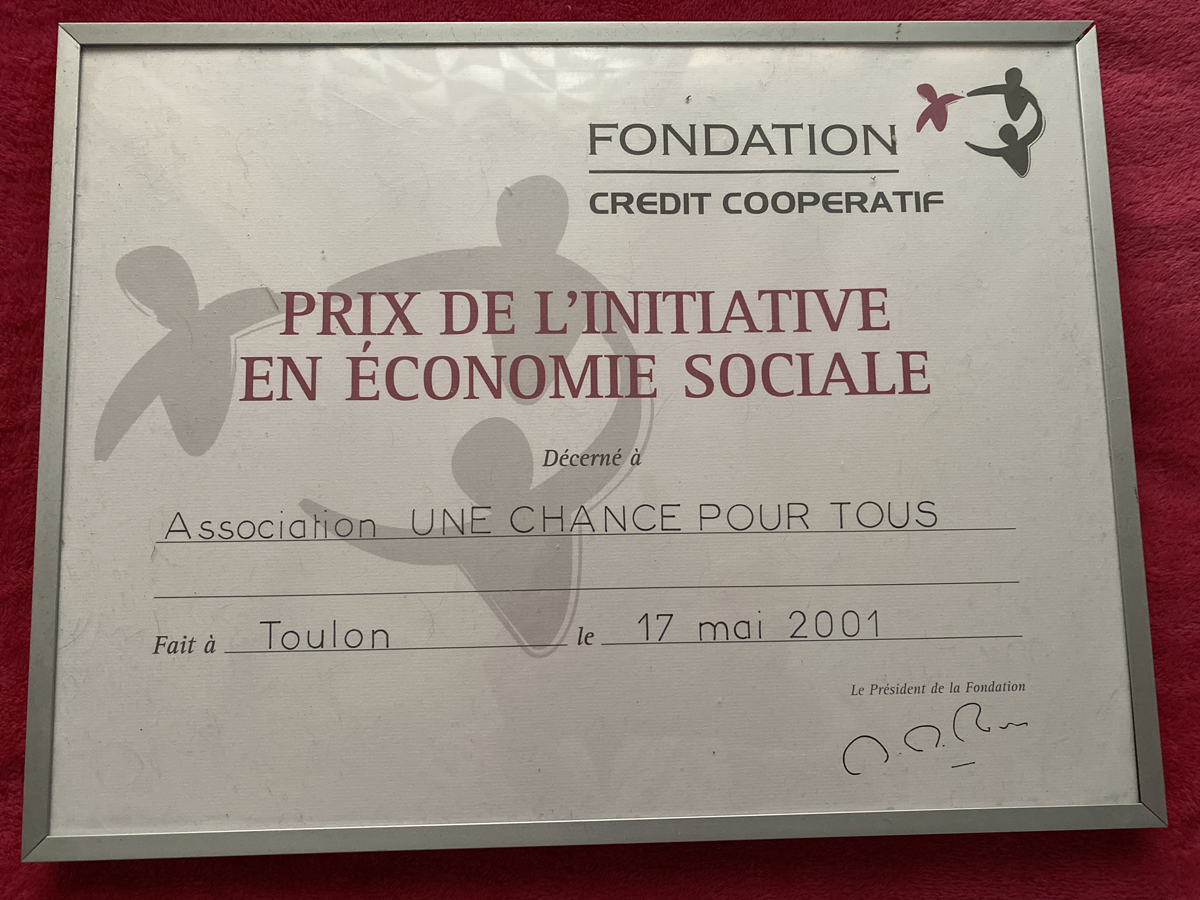 FONDATION
CREDIT COOPERATIF
PRIX DE L'INITIATIVE
EN ÉCONOMIE SOCIALE
Décerné à
Association UNE CHANCE POUR TOUS
Fait à Toulon le 17 mai 2001
Le Président de la Fondation